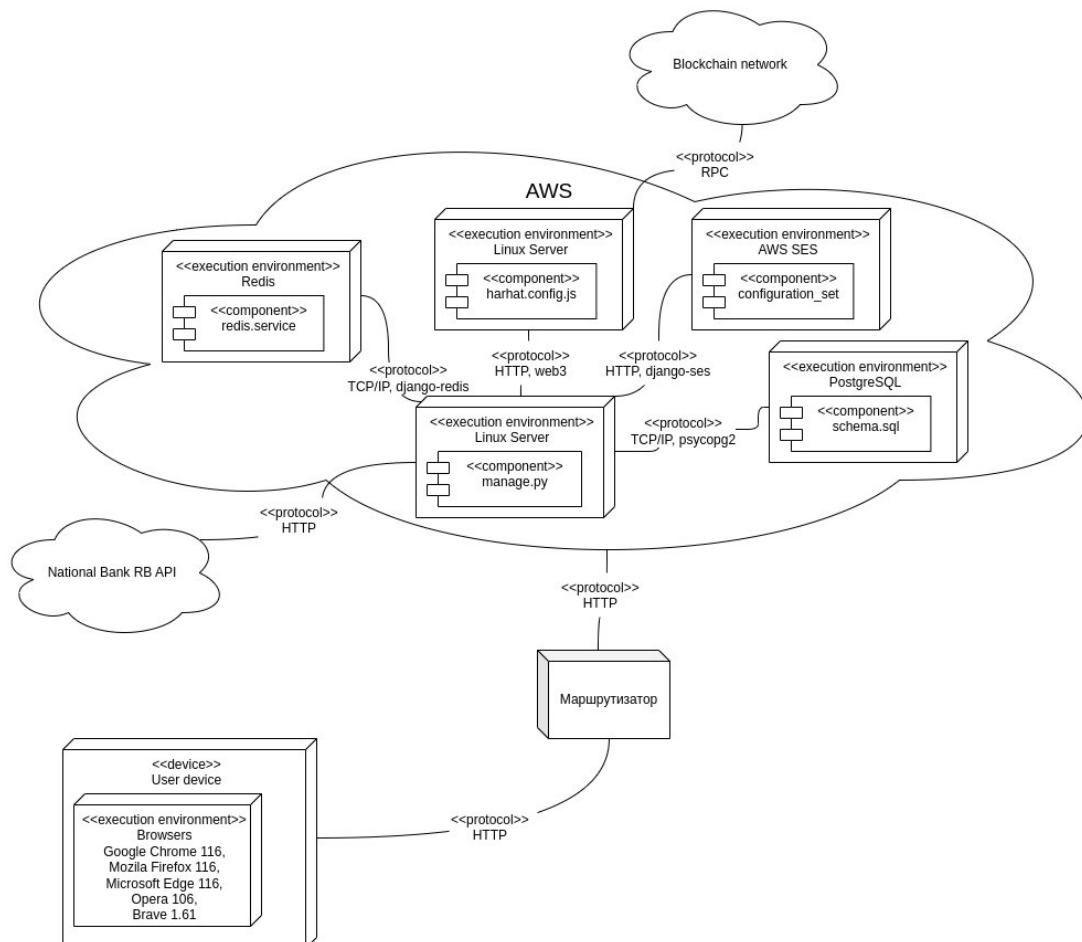 Blockchain network
<<protocol>>
RPC
AWS
<<execution environment>>
Redis
<<component>>
redis.service
<<execution environment>>
Linux Server
<<component>>
harhat.config.js
<<execution environment>>
AWS SES
<<component>>
configuration_set
<<protocol>>
TCP/IP, django-redis
<<protocol>>
HTTP, web3
<<protocol>>
HTTP, django-ses
<<execution environment>>
PostgreSQL
<<component>>
schema.sql
<<execution environment>>
Linux Server
<<component>>
manage.py
<<protocol>>
TCP/IP, psycopg2
<<protocol>>
HTTP
National Bank RB API
<<protocol>>
HTTP
Маршрутизатор
<<device>>
User device
<<execution environment>>
Browsers
Google Chrome 116,
Mozila Firefox 116,
Microsoft Edge 116,
Opera 106,
Brave 1.61
<<protocol>>
HTTP